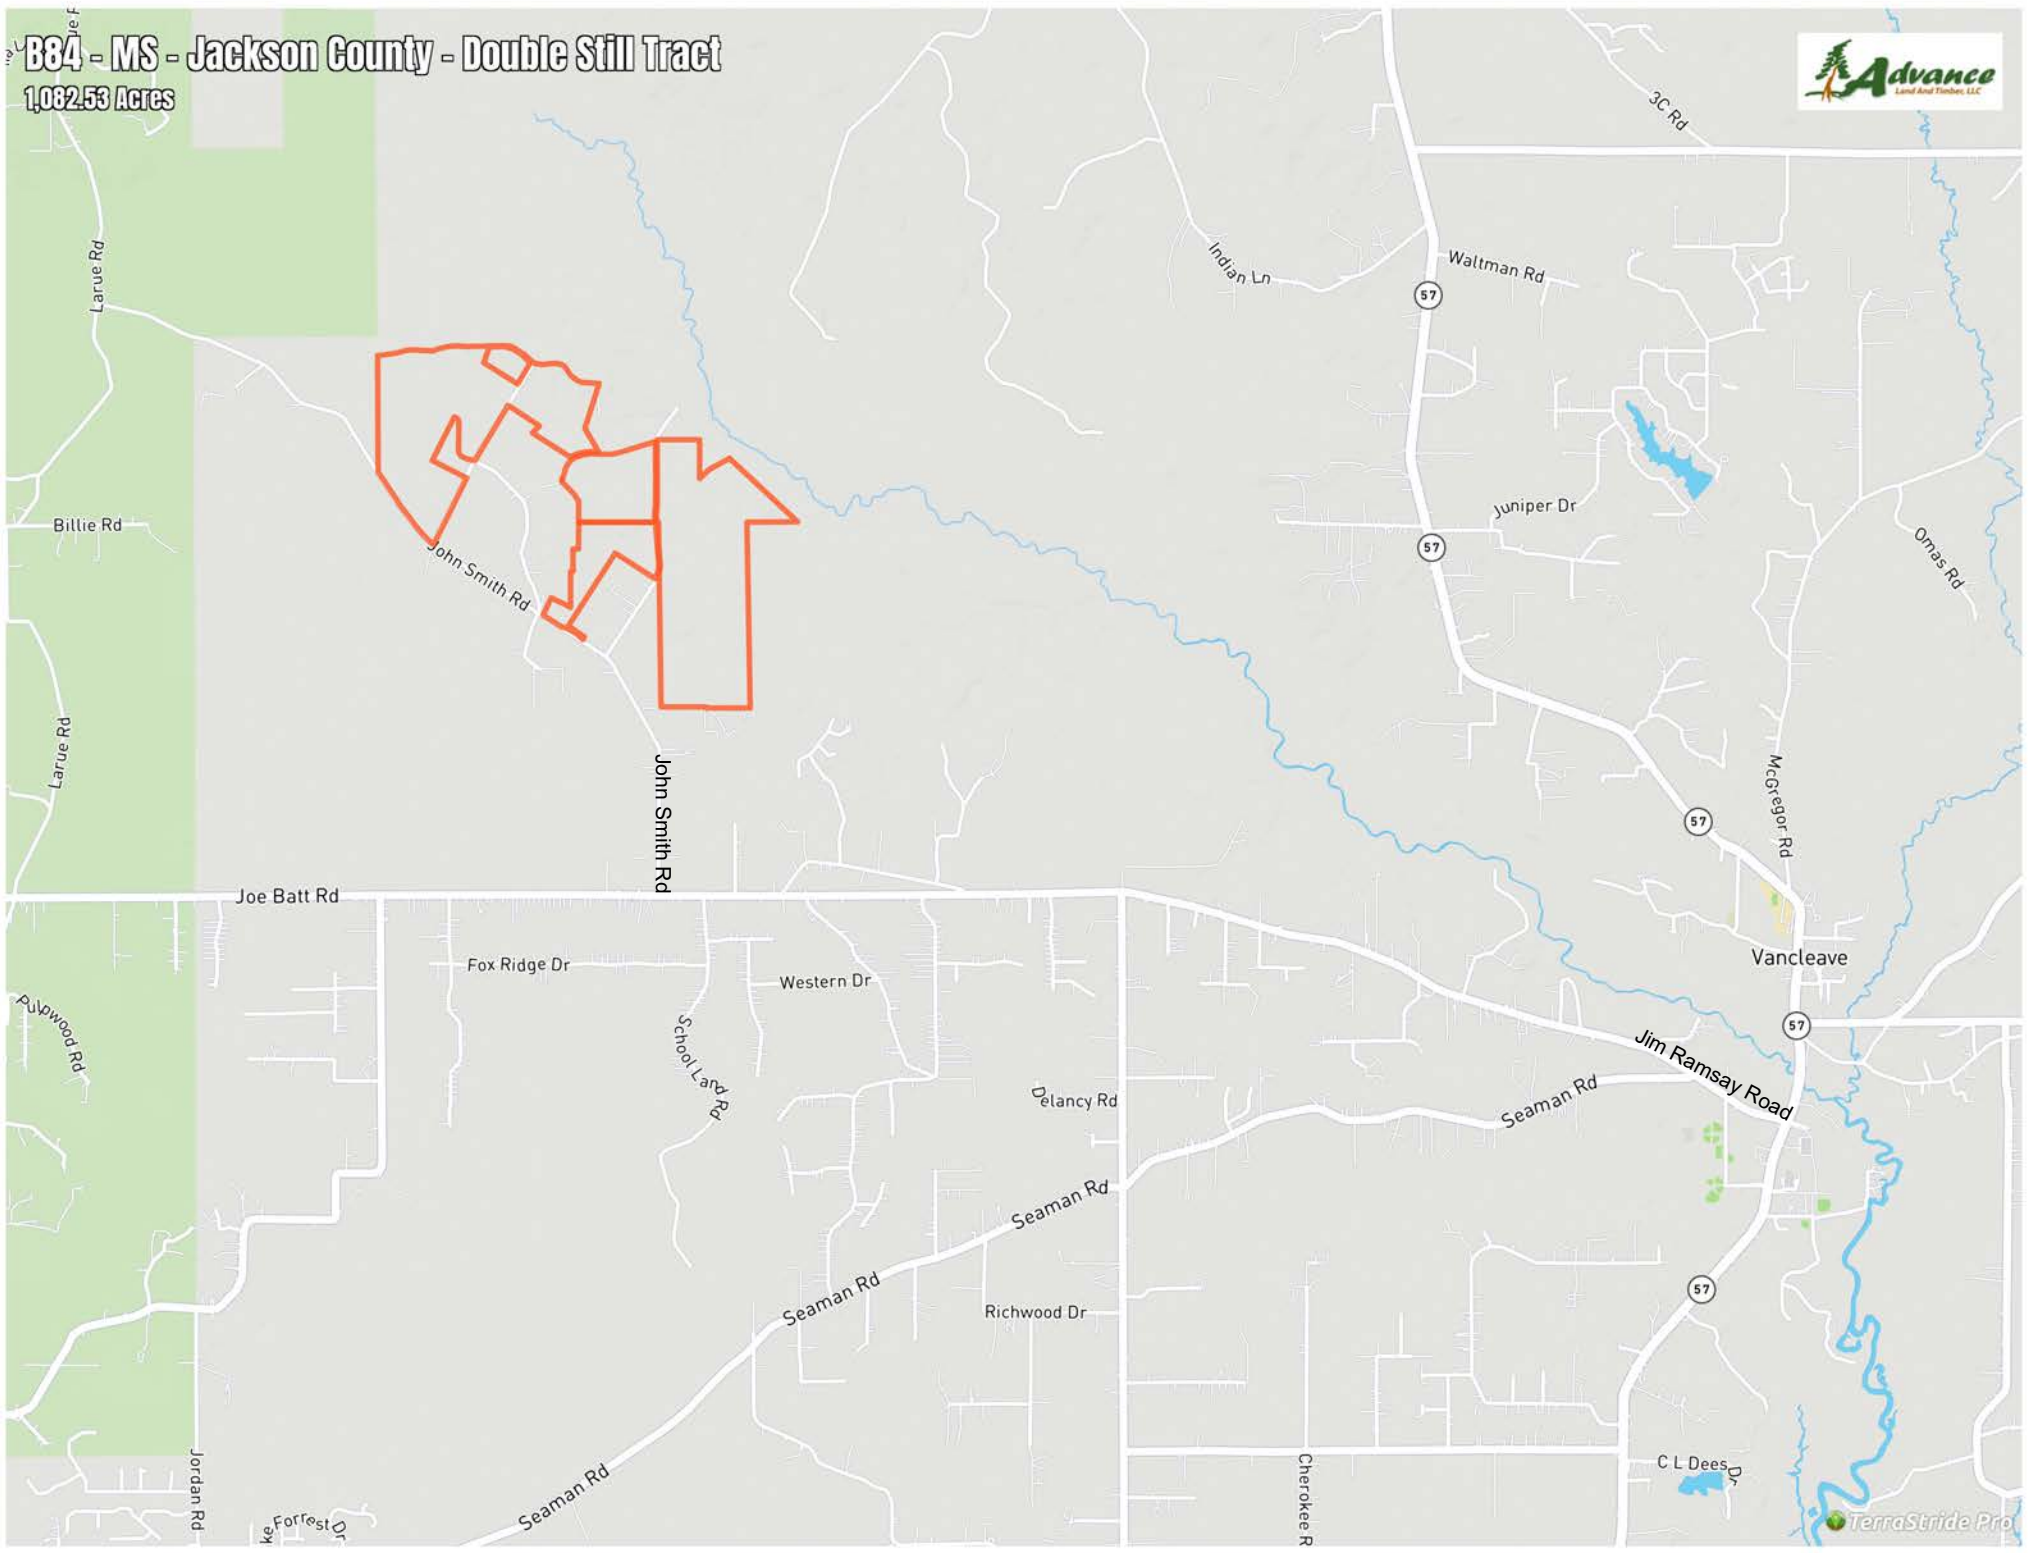 B84 - MS - Jackson County - Double Still Tract
1,082.53 Acres
Advance
Land And Timber, LLC
3C Rd
Larue Rd
Indian Ln
Waltman Rd
57
Juniper Dr
57
Billie Rd
Omas Rd
John Smith Rd
Larue Rd
John Smith Rd
McGregor Rd
57
Joe Batt Rd
Fox Ridge Dr
Western Dr
Vancleave
Pulpwood Rd
School Land Rd
57
Jim Ramsay Road
Delancy Rd
Seaman Rd
Seaman Rd
Seaman Rd
57
Richwood Dr
Jordan Rd
Seaman Rd
Cherokee R
C L Dees Dr
ke Forrest Dr
TerraStride Pro